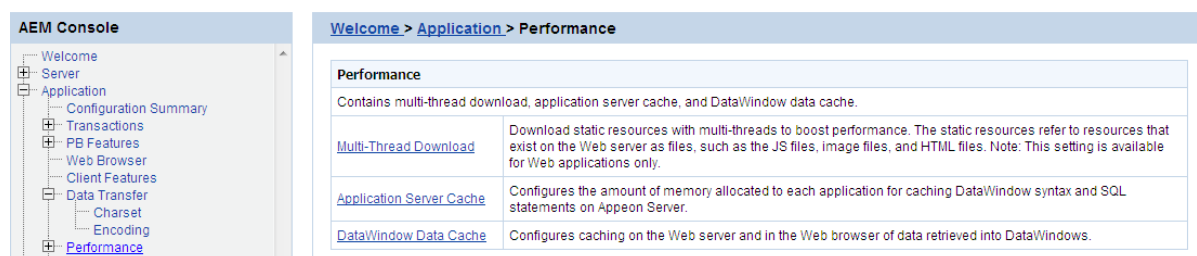 AEM Console
Welcome
Server
Application
Configuration Summary
Transactions
PB Features
Web Browser
Client Features
Data Transfer
Charset
Encoding
Performance
Welcome > Application > Performance
Performance
Contains multi-thread download, application server cache, and DataWindow data cache.
Multi-Thread Download
Download static resources with multi-threads to boost performance. The static resources refer to resources that
exist on the Web server as files, such as the JS files, image files, and HTML files. Note: This setting is available
for Web applications only.
Application Server Cache
Configures the amount of memory allocated to each application for caching DataWindow syntax and SQL
statements on Appeon Server.
DataWindow Data Cache
Configures caching on the Web server and in the Web browser of data retrieved into DataWindows.